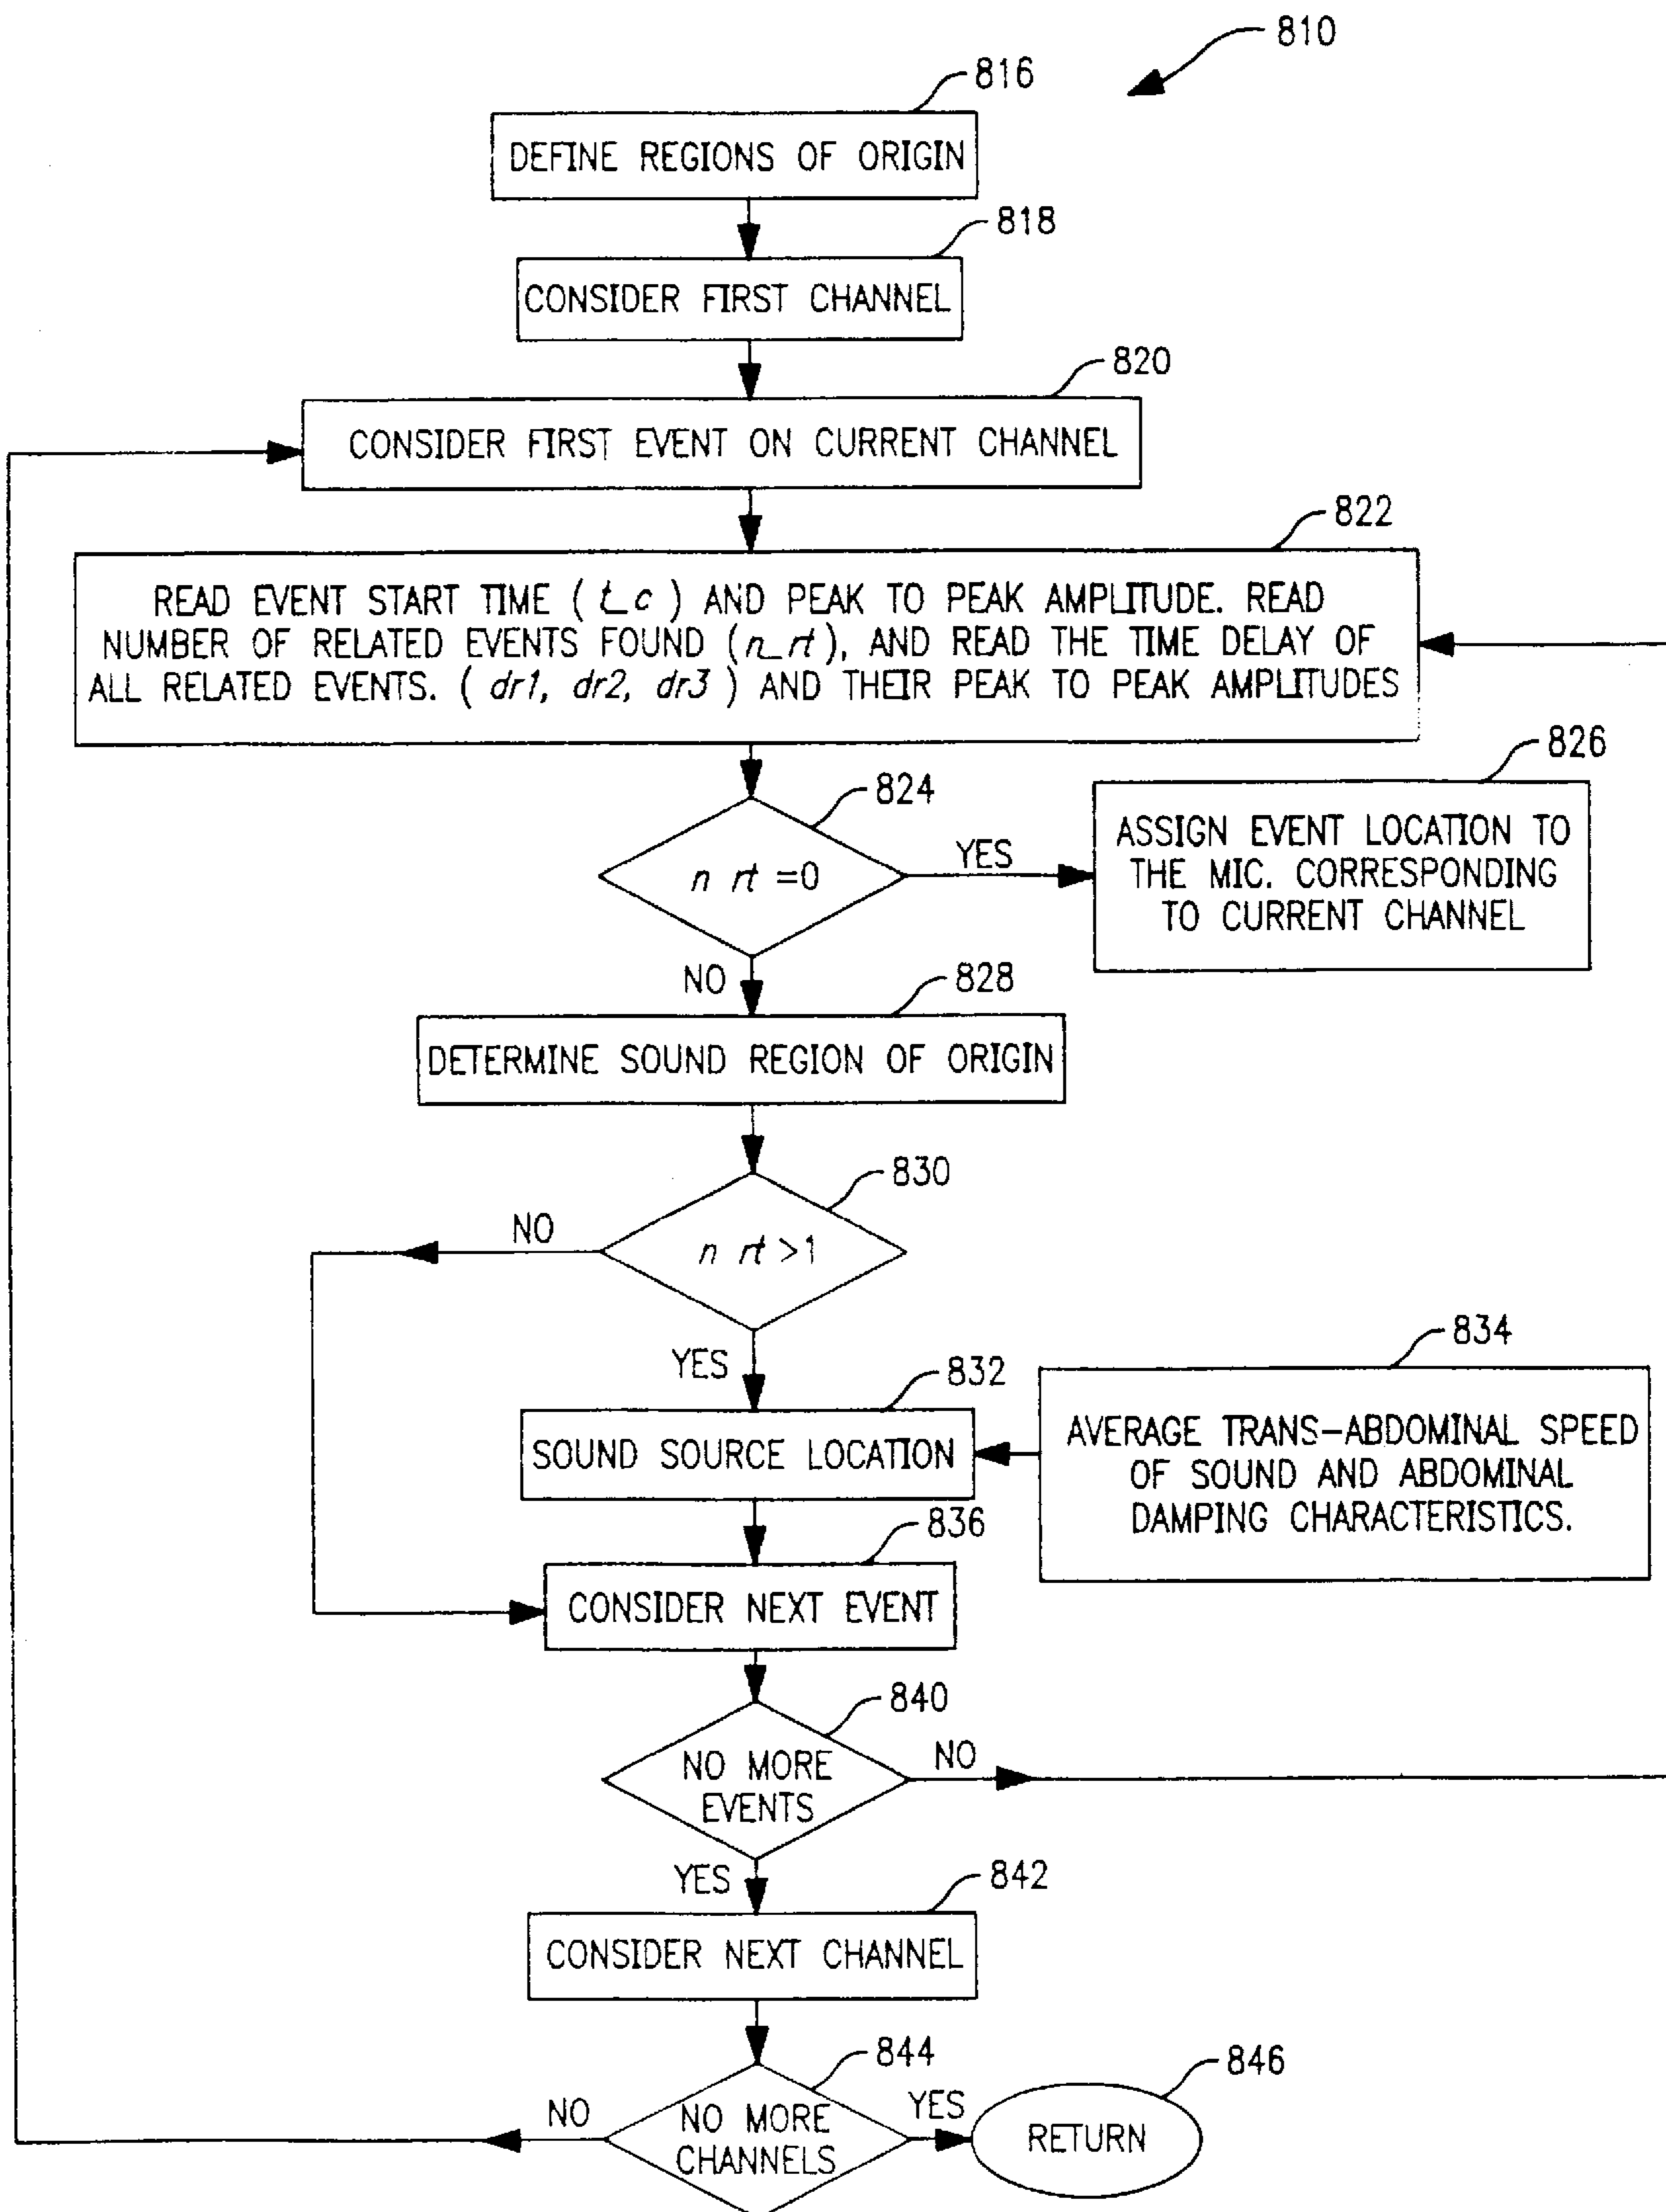 810
816
DEFINE REGIONS OF ORIGIN
818
CONSIDER FIRST CHANNEL
820
CONSIDER FIRST EVENT ON CURRENT CHANNEL
822
READ EVENT START TIME (t_c) AND PEAK TO PEAK AMPLITUDE. READ
NUMBER OF RELATED EVENTS FOUND (n_rt), AND READ THE TIME DELAY OF
ALL RELATED EVENTS. (dr1, dr2, dr3) AND THEIR PEAK TO PEAK AMPLITUDES
824
n rt =0
YES
826
ASSIGN EVENT LOCATION TO
THE MIC. CORRESPONDING
TO CURRENT CHANNEL
NO
828
DETERMINE SOUND REGION OF ORIGIN
830
n rt >1
NO
YES
832
SOUND SOURCE LOCATION
834
AVERAGE TRANS-ABDOMINAL SPEED
OF SOUND AND ABDOMINAL
DAMPING CHARACTERISTICS.
836
CONSIDER NEXT EVENT
840
NO MORE
EVENTS
NO
YES
842
CONSIDER NEXT CHANNEL
844
NO MORE
CHANNELS
NO
YES
846
RETURN